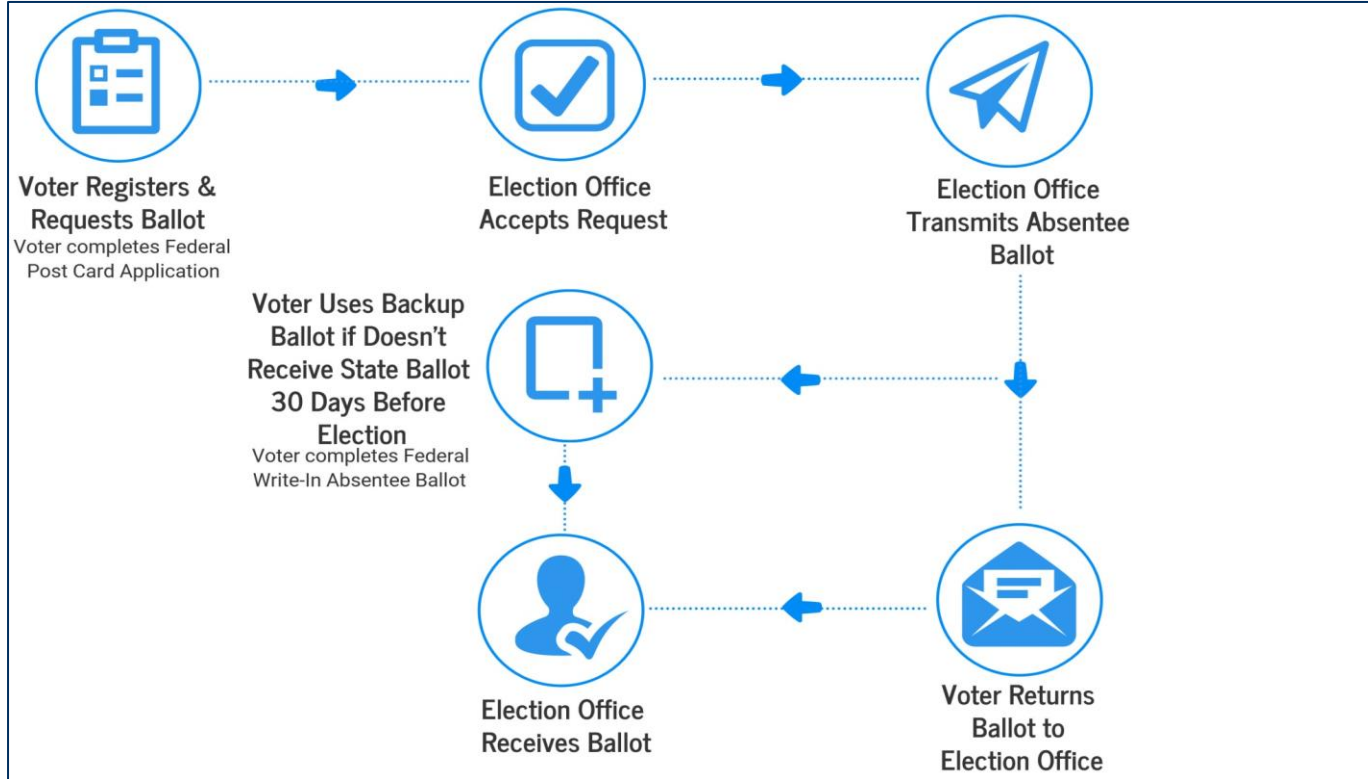 Voter Registers &
Requests Ballot
Voter completes Federal
Post Card Application
Election Office
Accepts Request
Election Office
Transmits Absentee
Ballot
Voter Uses Backup
Ballot if Doesn't
Receive State Ballot
30 Days Before
Election
Voter completes Federal
Write-In Absentee Ballot
Election Office
Receives Ballot
Voter Returns
Ballot to
Election Office